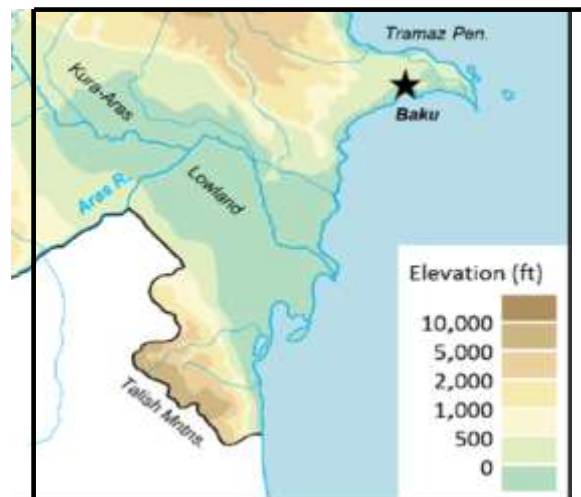 Tramaz Pen.
Baku
Kura-Aras
Lowland
Aras R.
Talish Mntns.
Elevation (ft)
10,000
5,000
2,000
1,000
500
0